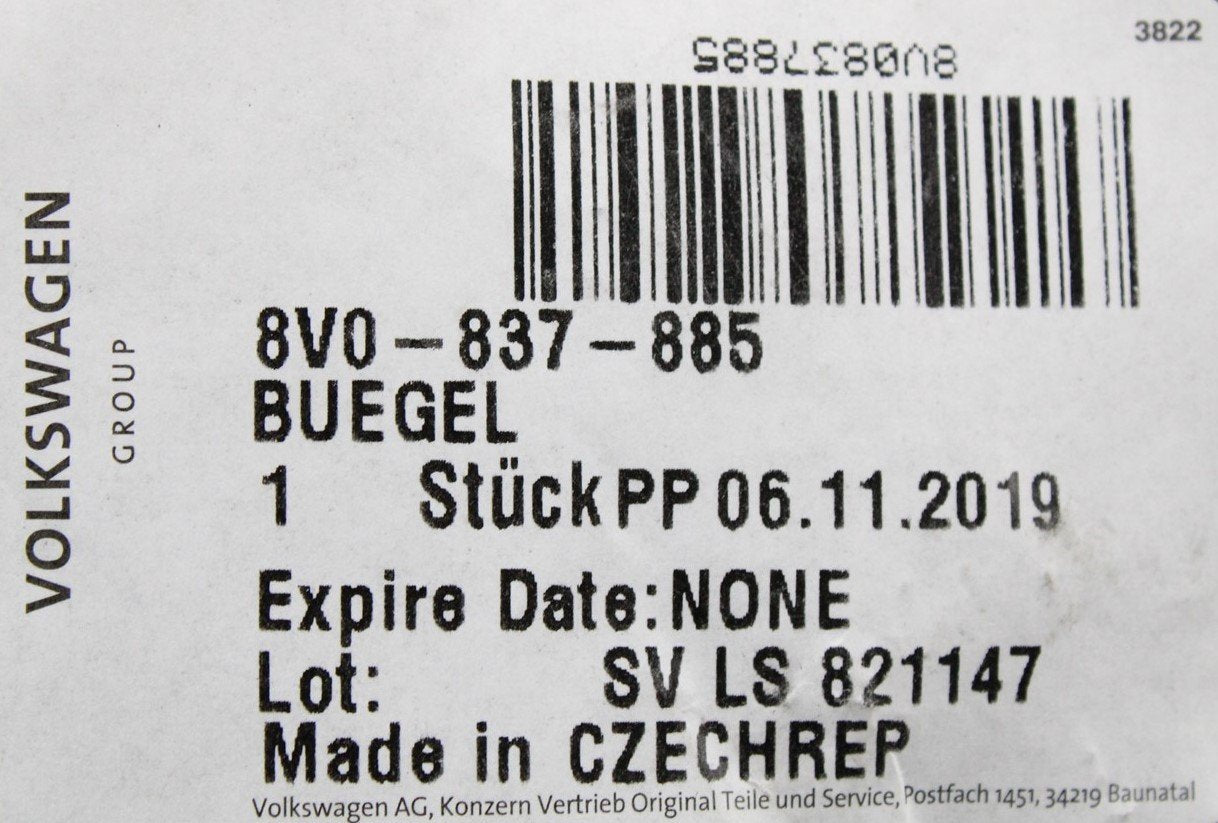 3822
8V0837885
8V0-837-885
BUEGEL
1 Stück PP 06.11.2019
Expire Date:NONE
Lot: SV LS 821147
Made in CZECHREP
Volkswagen AG, Konzern Vertrieb Original Teile und Service, Postfach 1451, 34219 Baunatal
VOLKSWAGEN
GROUP